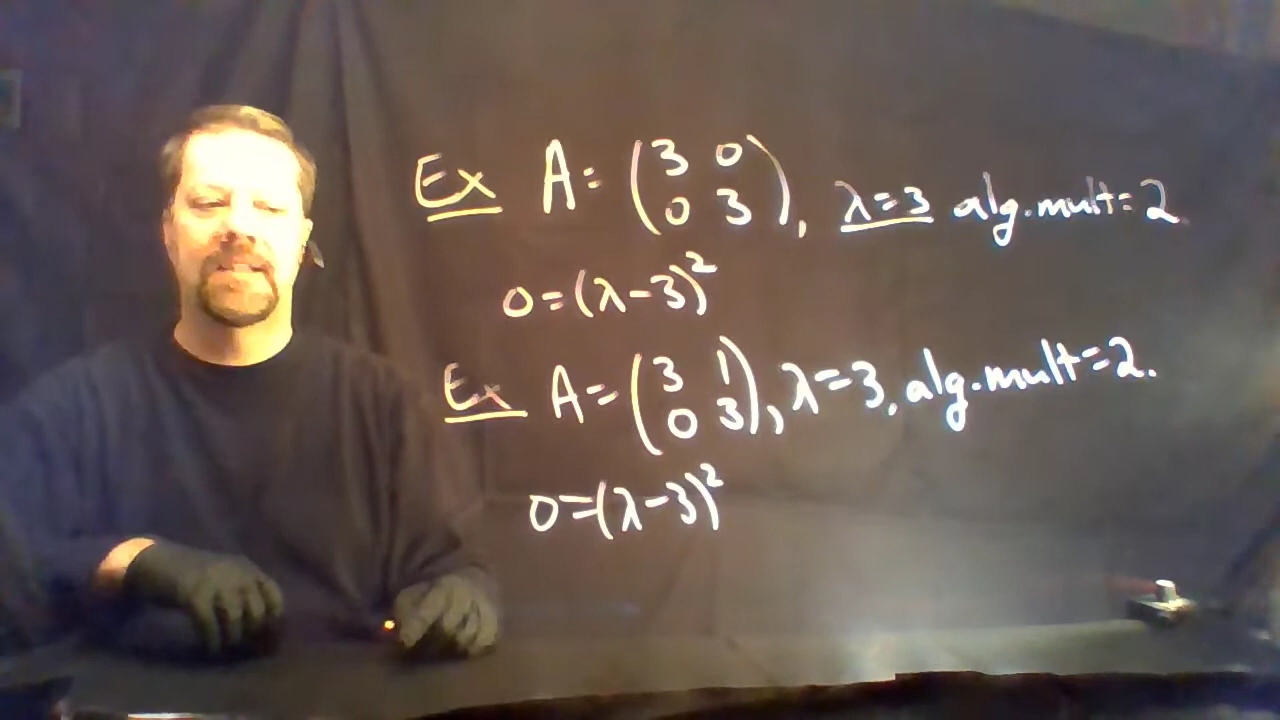 Ex A = (3 0 0 3), λ=3 alg. mult = 2.
0 = (λ-3)²
Ex A = (3 1 0 3), λ=3, alg. mult = 2.
0 = (λ-3)²